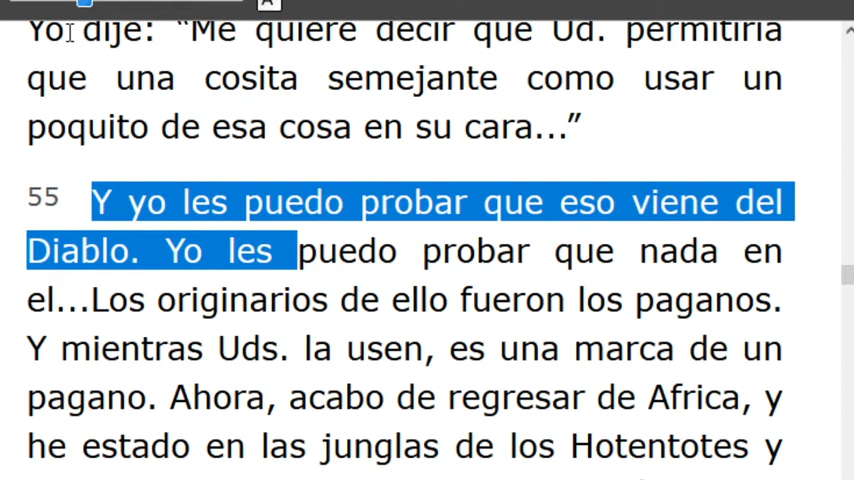 Yo dije: “Me quiere decir que Ud. permitiría
que una cosita semejante como usar un
poquito de esa cosa en su cara...”
55 Y yo les puedo probar que eso viene del
Diablo. Yo les puedo probar que nada en
el...Los originarios de ello fueron los paganos.
Y mientras Uds. la usen, es una marca de un
pagano. Ahora, acabo de regresar de Africa, y
he estado en las junglas de los Hotentotes y